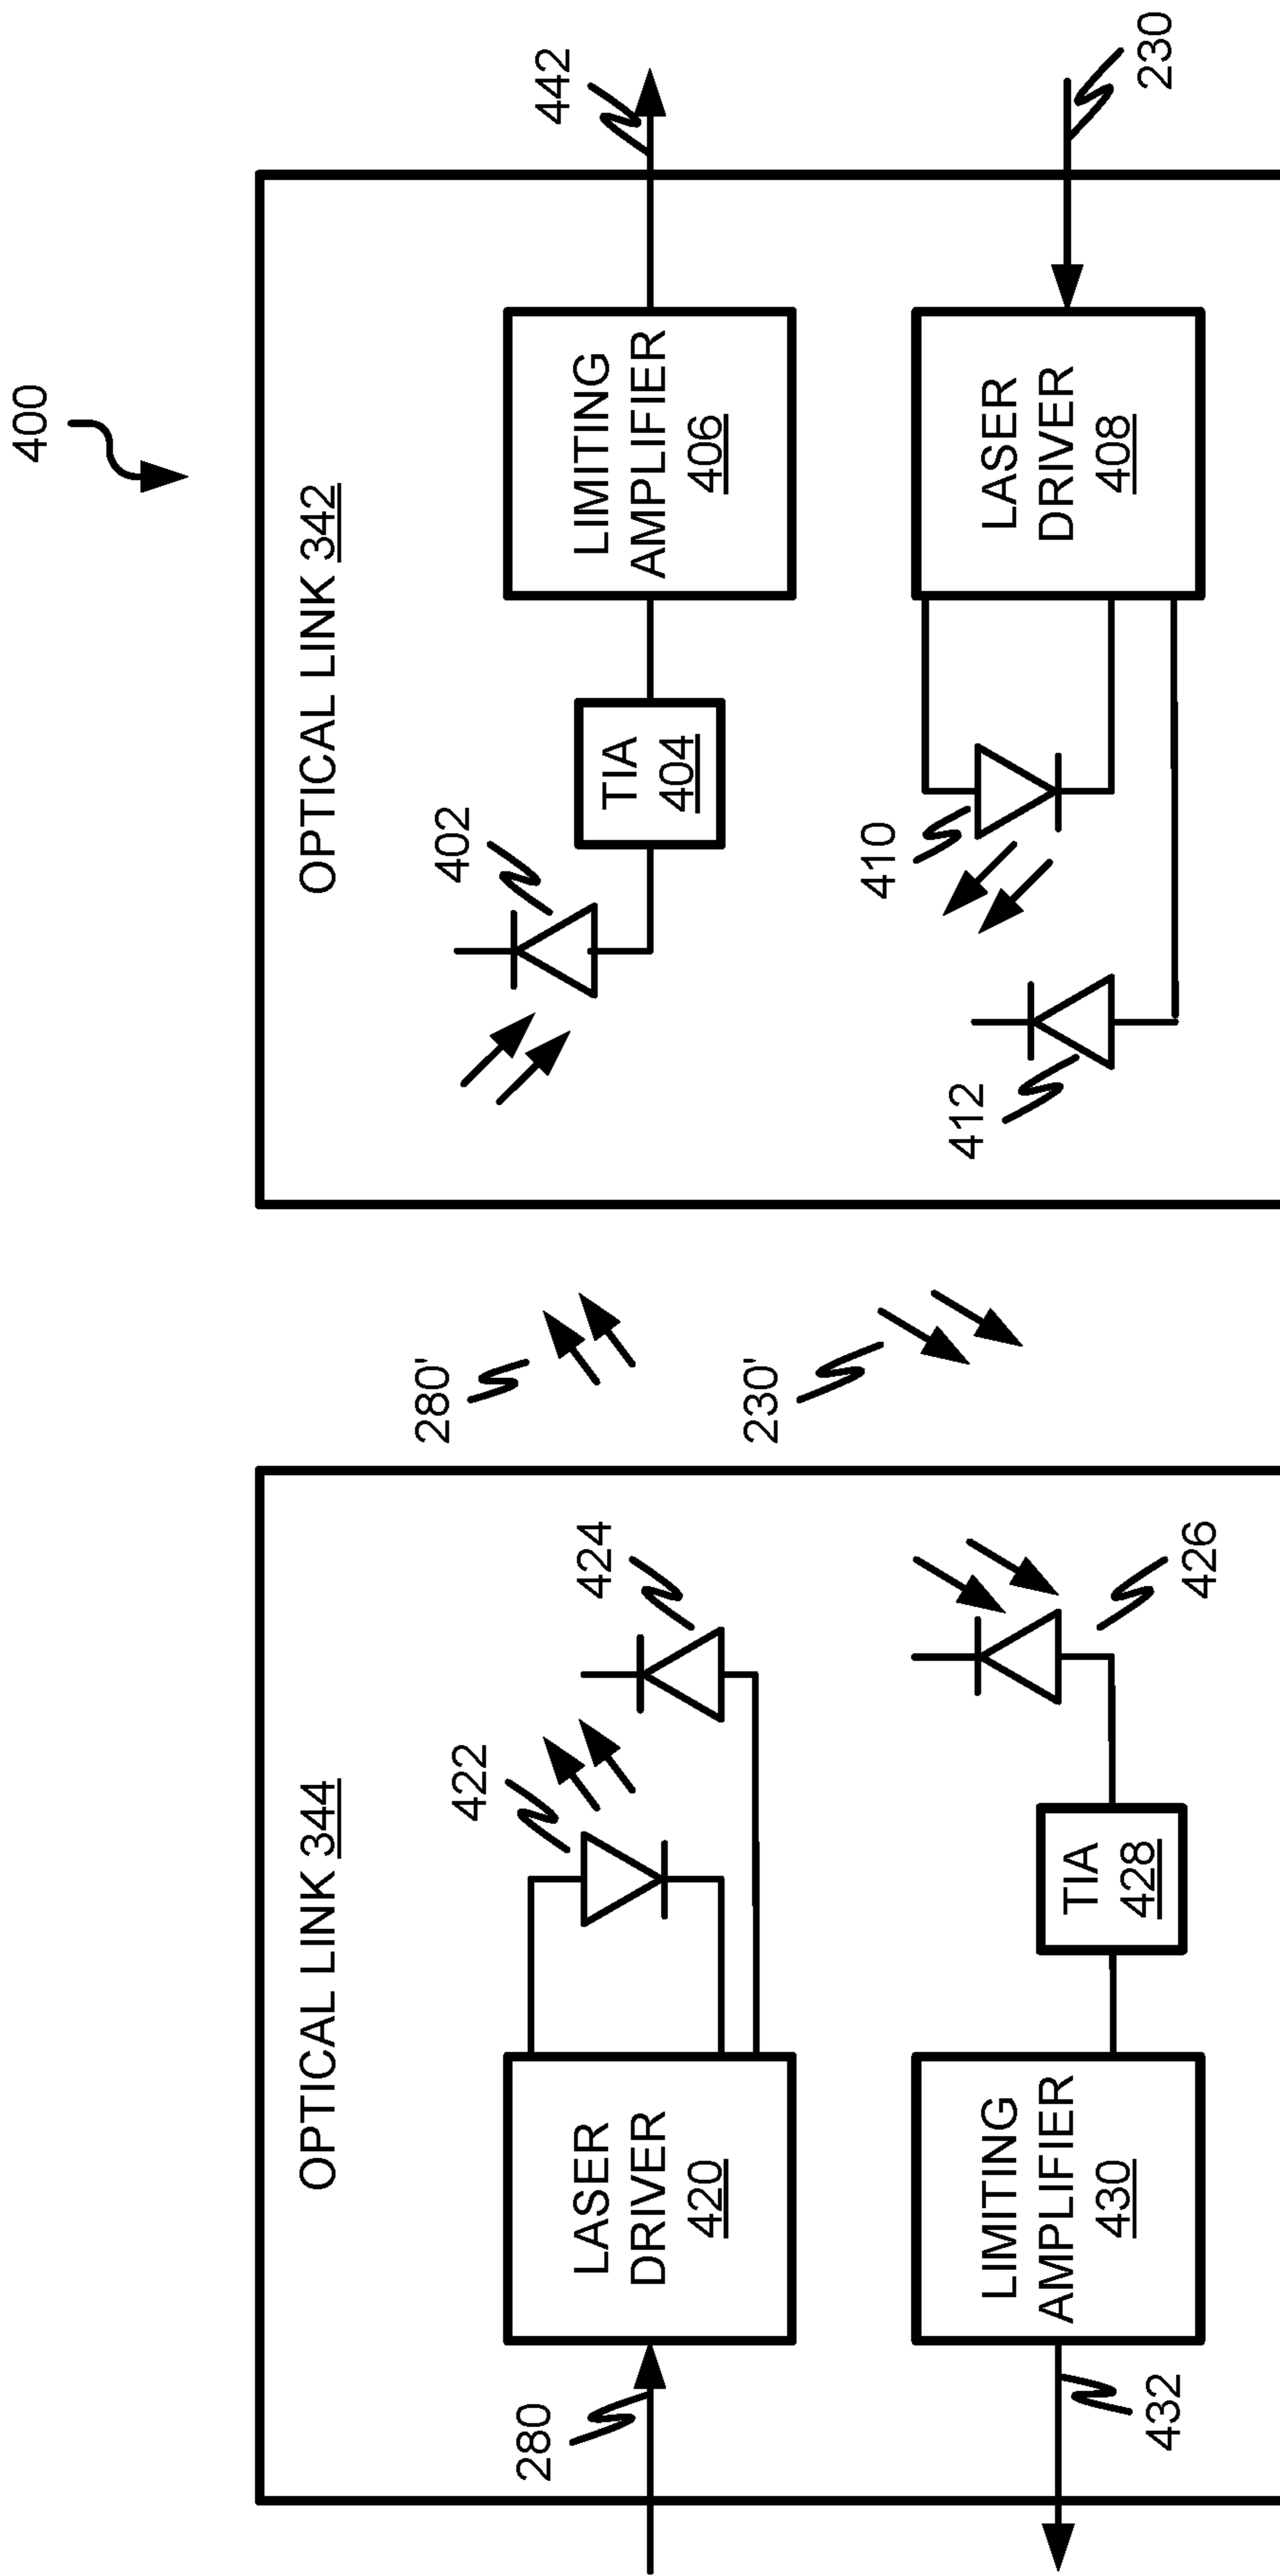 400
OPTICAL LINK 344
OPTICAL LINK 342
280
LASER
DRIVER
420
422
424
280'
402
TIA
404
LIMITING
AMPLIFIER
406
442
432
LIMITING
AMPLIFIER
430
TIA
428
426
230'
412
410
LASER
DRIVER
408
230